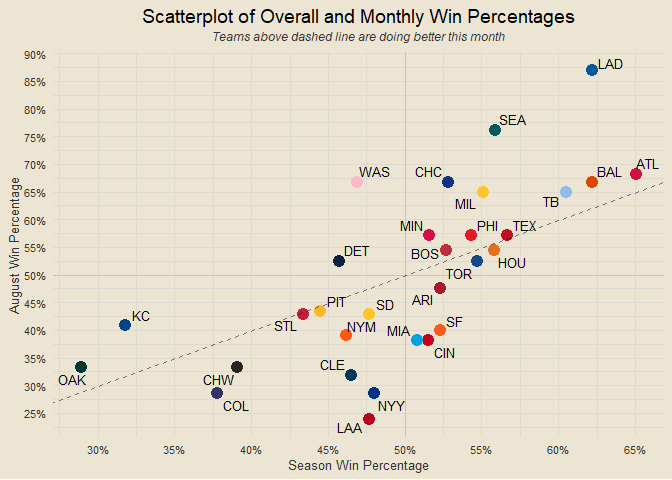 Scatterplot of Overall and Monthly Win Percentages
Teams above dashed line are doing better this month
90%
LAD
85%
80%
SEA
75%
70%
WAS
CHC
BAL
ATL
65%
MIL
TB
60%
MIN
PHI
TEX
55%
DET
BOS
HOU
TOR
50%
45%
PIT
SD
ARI
KC
STL
NYM
MIA
SF
40%
CIN
35%
OAK
CHW
CLE
30%
COL
NYY
25%
LAA
August Win Percentage
30%
35%
40%
45%
50%
55%
60%
65%
Season Win Percentage